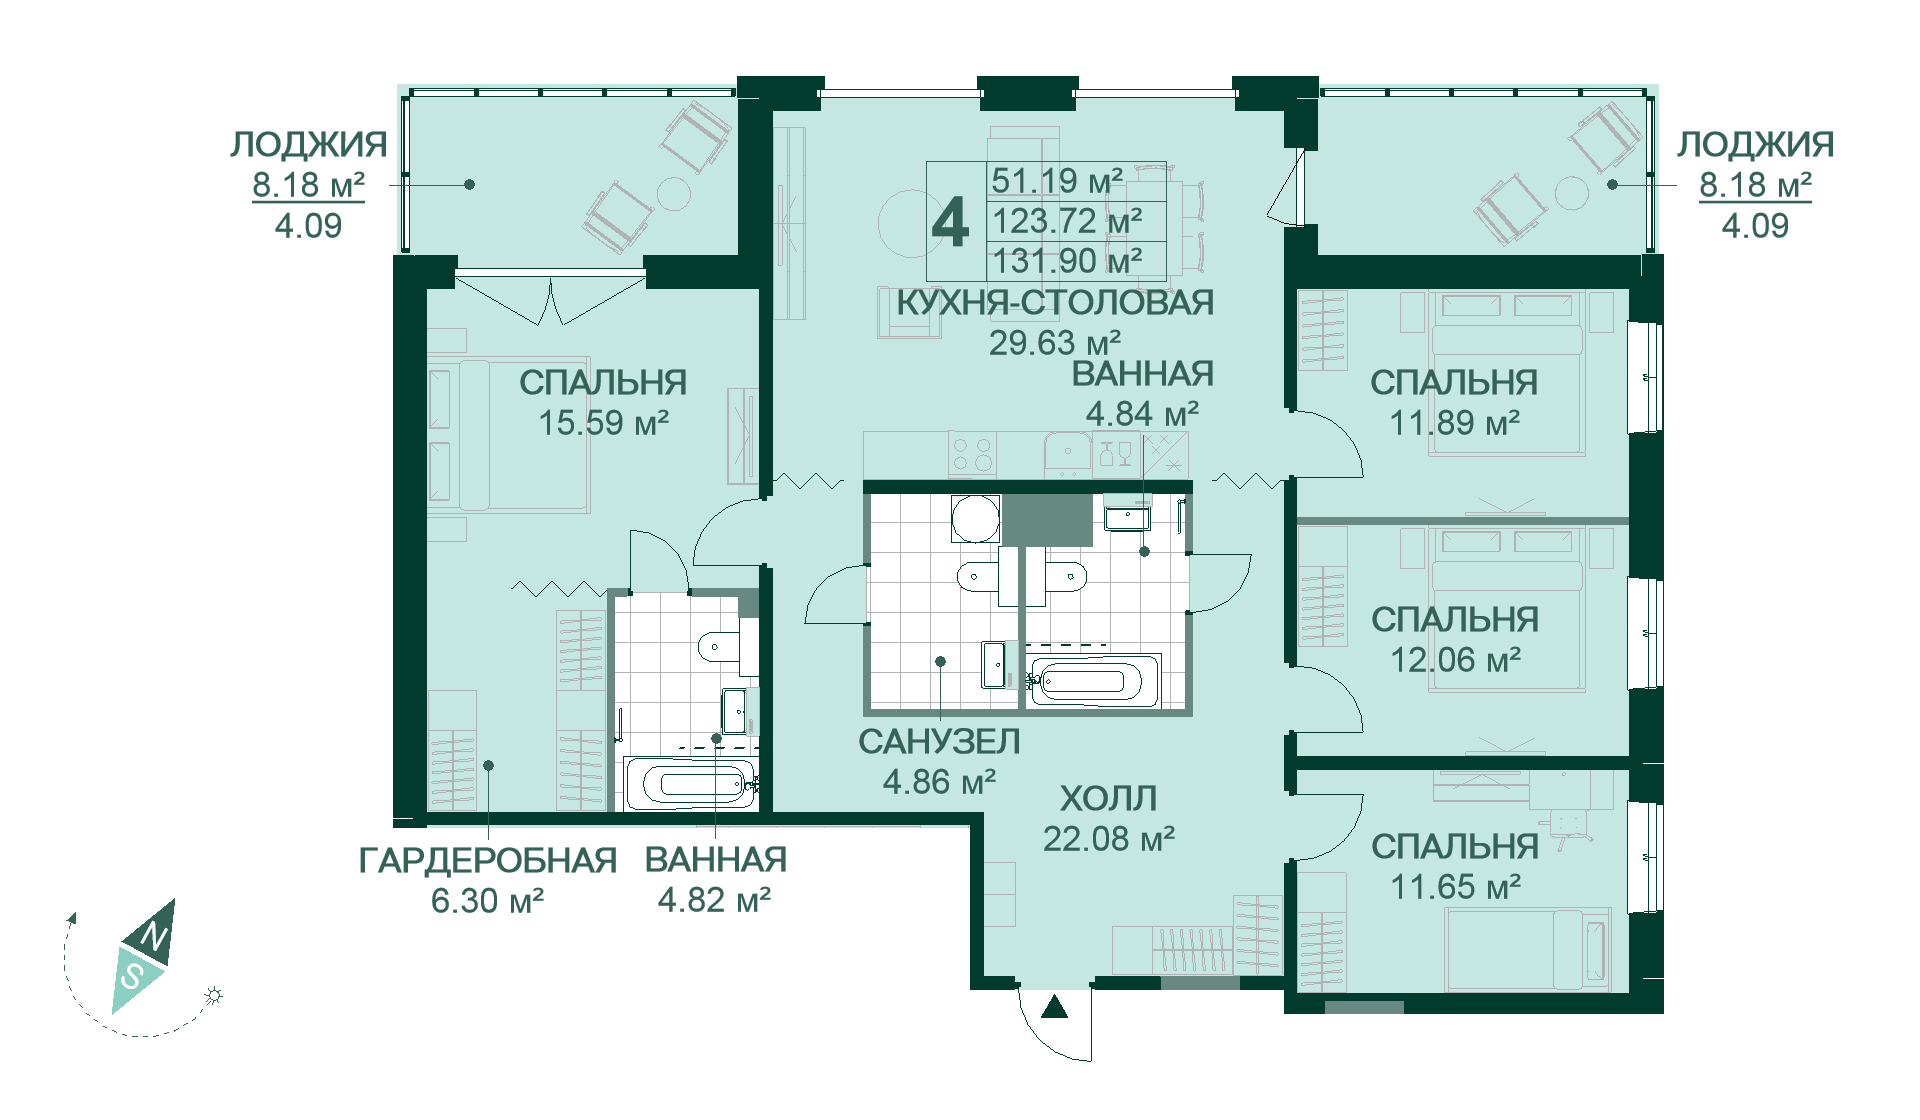 ЛОДЖИЯ
8.18 м²
4.09
ЛОДЖИЯ
8.18 м²
4.09
4
51.19 м²
123.72 м²
131.90 м²
КУХНЯ-СТОЛОВАЯ
29.63 м²
ВАННАЯ
4.84 м²
СПАЛЬНЯ
15.59 м²
СПАЛЬНЯ
11.89 м²
СПАЛЬНЯ
12.06 м²
САНУЗЕЛ
4.86 м²
ХОЛЛ
22.08 м²
СПАЛЬНЯ
11.65 м²
ГАРДЕРОБНАЯ
6.30 м²
ВАННАЯ
4.82 м²
N
S